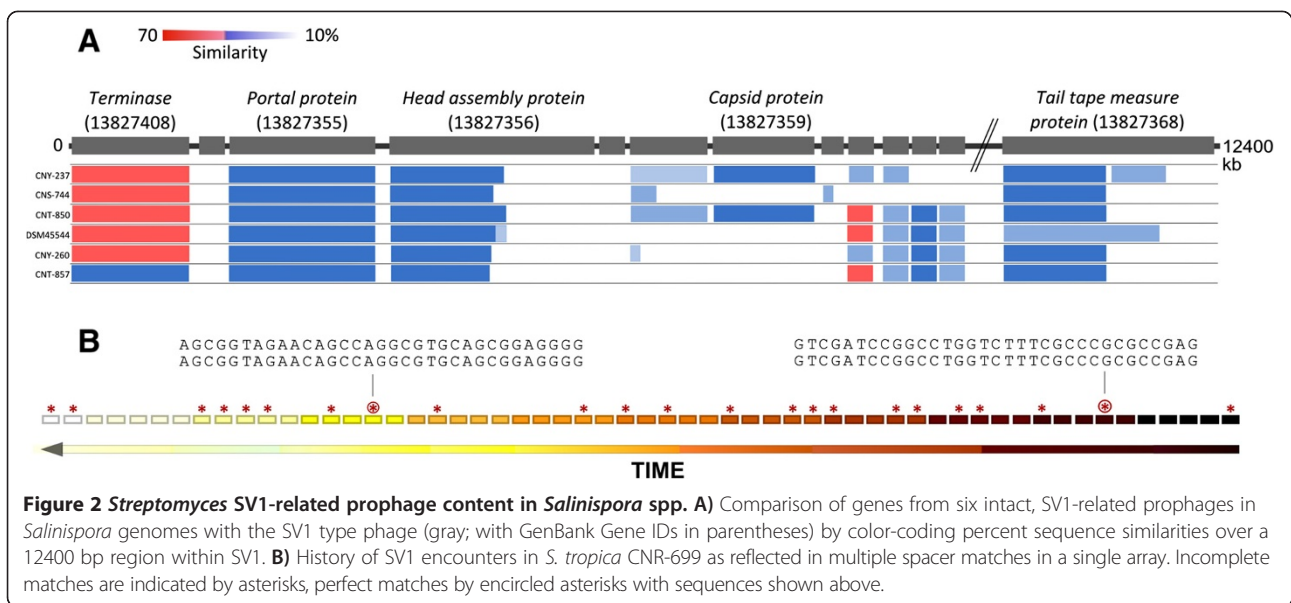 A
70 10%
Similarity
Terminase Portal protein Head assembly protein Capsid protein Tail tape measure
(13827408) (13827355) (13827356) (13827359) protein (13827368)
0 12400
kb
CNY-237
CNS-744
CNT-850
DSM45544
CNY-260
CNT-857
B
AGCGGTAGAACAGCCAGGCGTGCAGCGGAGGGG GTCGATCCGGCCTGGTCTTTCGCCCGCGCCGAG
AGCGGTAGAACAGCCAGGCGTGCAGCGGAGGGG GTCGATCCGGCCTGGTCTTTCGCCCGCGCCGAG
* * * * * * * * * * * * * * * * * * * * * * * *
TIME
Figure 2 Streptomyces SV1-related prophage content in Salinispora spp. A) Comparison of genes from six intact, SV1-related prophages in
Salinispora genomes with the SV1 type phage (gray; with GenBank Gene IDs in parentheses) by color-coding percent sequence similarities over a
12400 bp region within SV1. B) History of SV1 encounters in S. tropica CNR-699 as reflected in multiple spacer matches in a single array. Incomplete
matches are indicated by asterisks, perfect matches by encircled asterisks with sequences shown above.